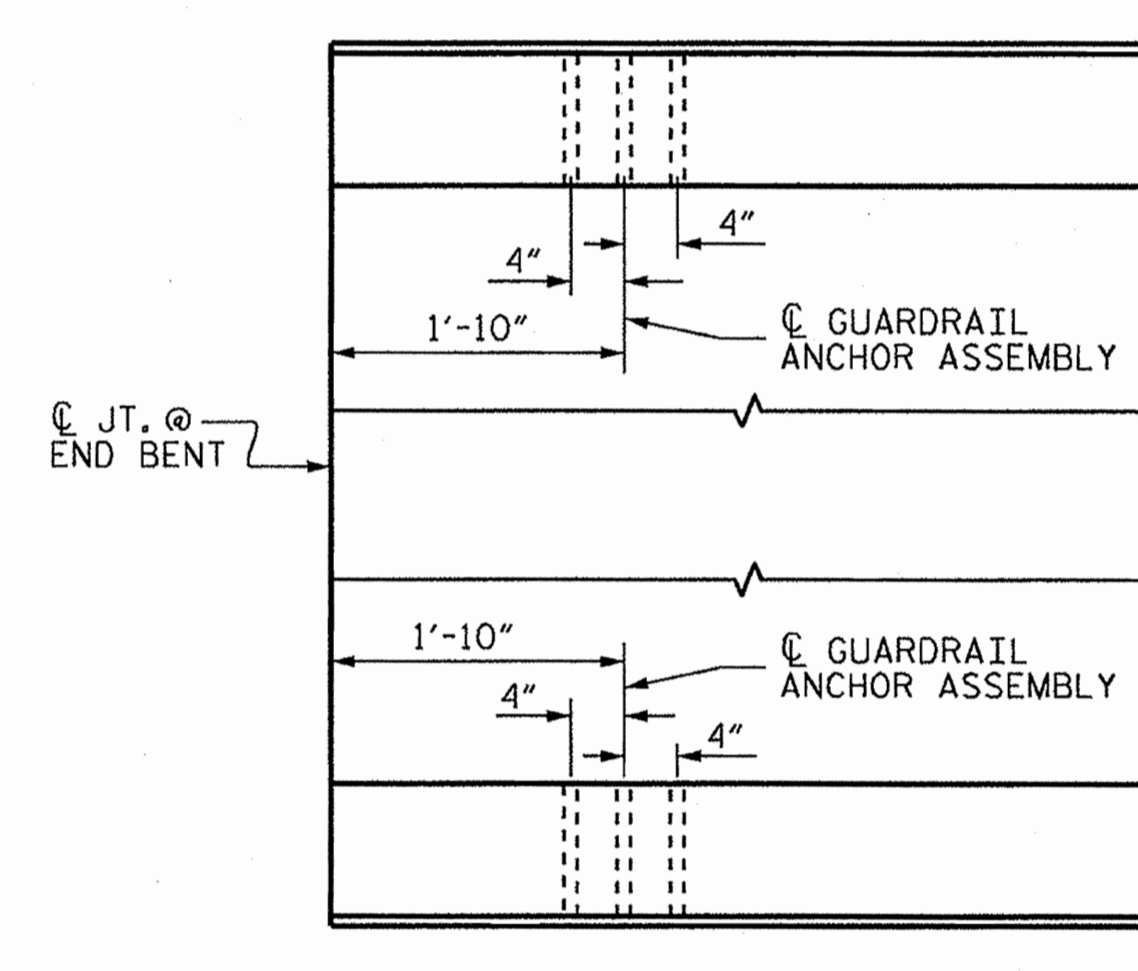 4"
4"
℄ GUARDRAIL
ANCHOR ASSEMBLY
1'-10"
℄ JT. @
END BENT
1'-10"
℄ GUARDRAIL
ANCHOR ASSEMBLY
4"
4"